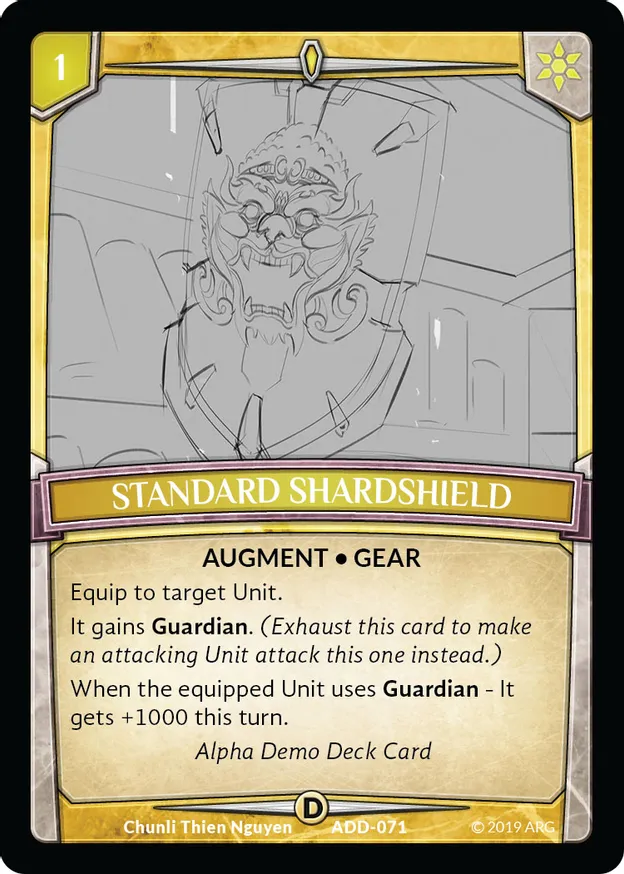 1
STANDARD SHARDSHIELD
AUGMENT • GEAR
Equip to target Unit.
It gains Guardian. (Exhaust this card to make
an attacking Unit attack this one instead.)
When the equipped Unit uses Guardian - It
gets +1000 this turn.
Alpha Demo Deck Card
D
Chunli Thien Nguyen ADD-071 © 2019 ARG